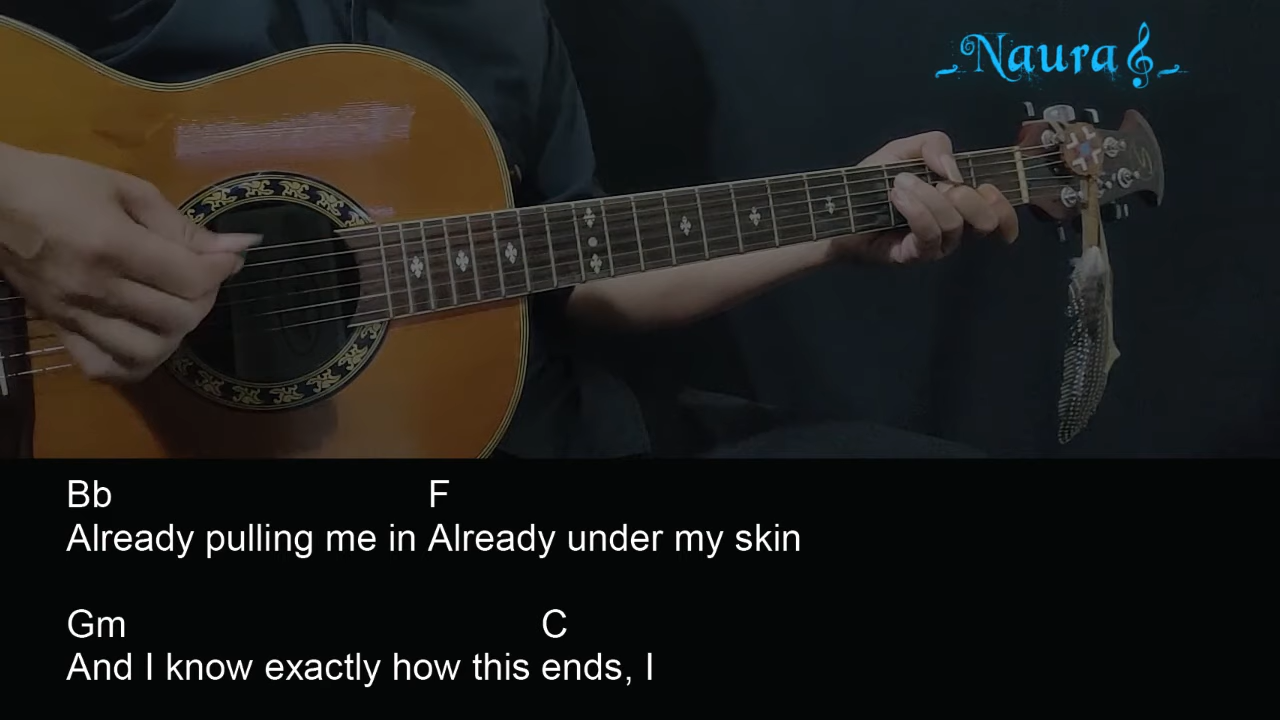 Naura
Bb F
Already pulling me in Already under my skin
Gm C
And I know exactly how this ends, I